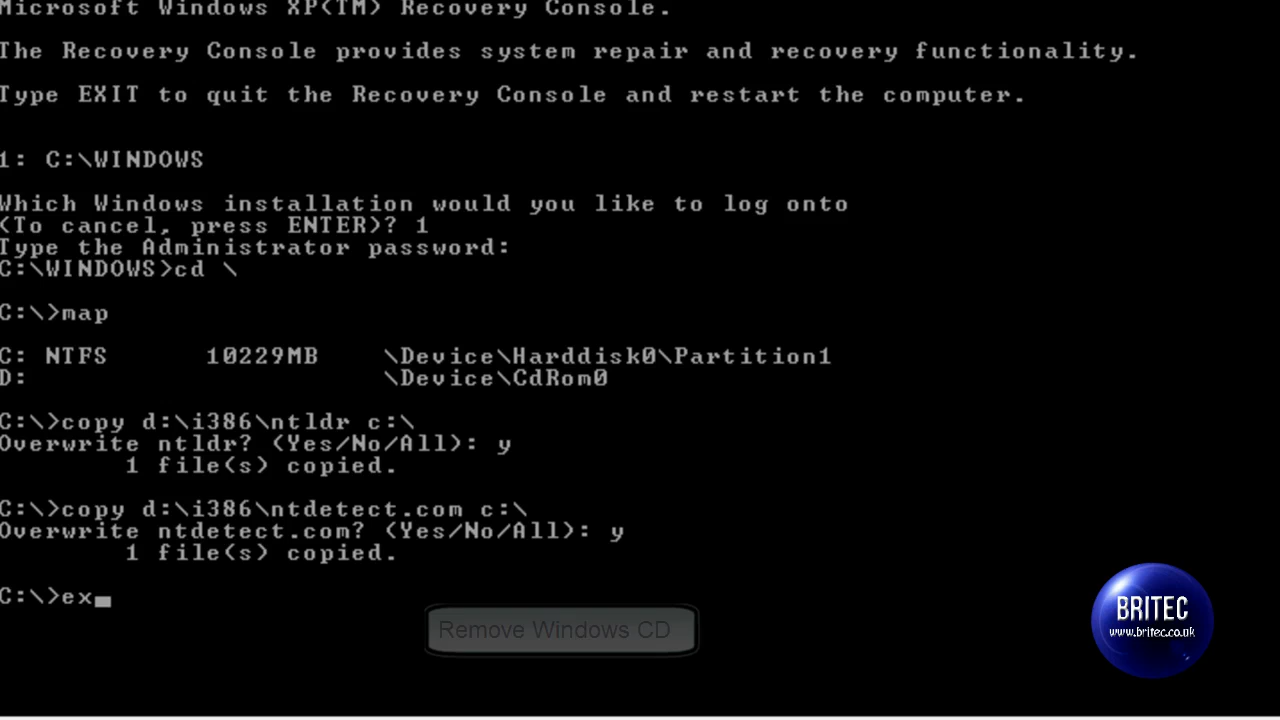 Microsoft Windows XP(TM) Recovery Console.
The Recovery Console provides system repair and recovery functionality.
Type EXIT to quit the Recovery Console and restart the computer.
1: C:\WINDOWS
Which Windows installation would you like to log onto
(To cancel, press ENTER)? 1
Type the Administrator password:
C:\WINDOWS>cd \
C:\>map
C: NTFS 10229MB \Device\Harddisk0\Partition1
D: \Device\CdRom0
C:\>copy d:\i386\ntldr c:\
Overwrite ntldr? (Yes/No/All): y
1 file(s) copied.
C:\>copy d:\i386\ntdetect.com c:\
Overwrite ntdetect.com? (Yes/No/All): y
1 file(s) copied.
C:\>ex
Remove Windows CD
BRITEC
www.britec.co.uk